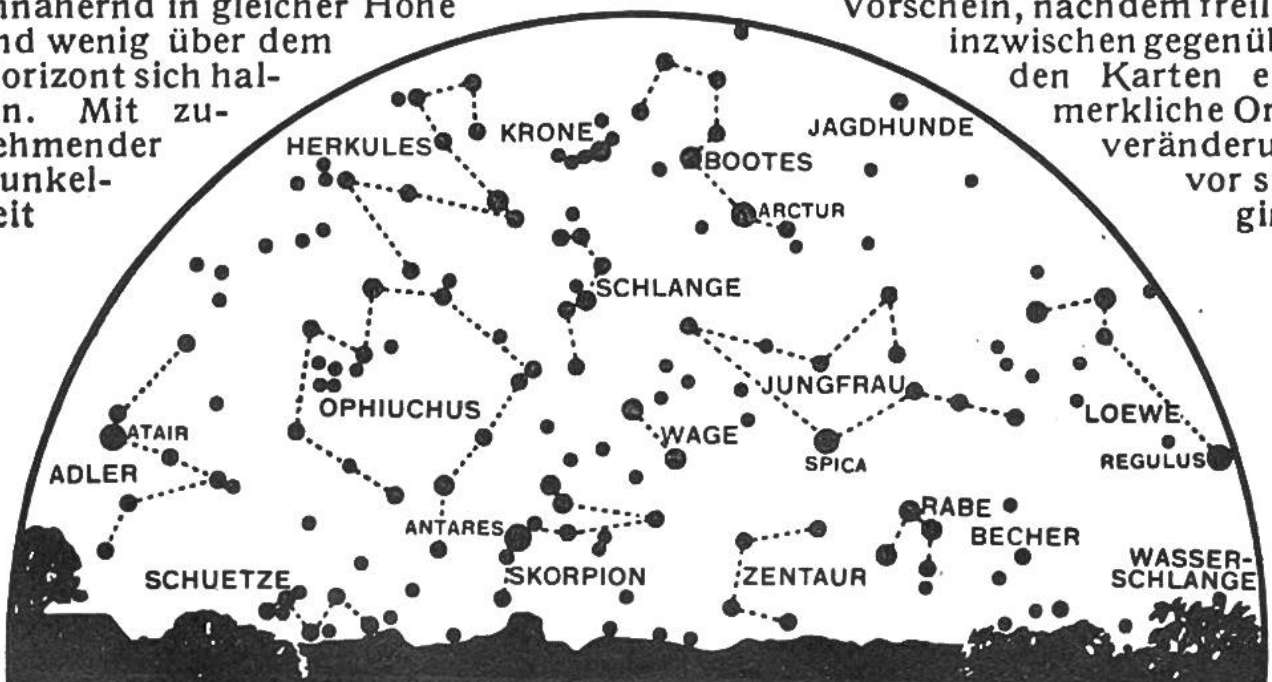 nnähernd in gleicher Höhe
nd wenig über dem
orizont sich hal-
n. Mit zu-
ehmender
unkel-
eit
Vorschein, nachdem freil
inzwischen gegenüb
den Karten e
merkliche Or
veränderu
vor s
gin
HERKULES
KRONE
BOOTES
JAGDHUNDE
ARCTUR
SCHLANGE
OPHIUCHUS
JUNGFRAU
LOEWE
ATAIR
WAGE
SPICA
REGULUS
ADLER
ANTARES
RABE
BECHER
SCHUETZE
SKORPION
ZENTAUR
WASSER-
SCHLANGE